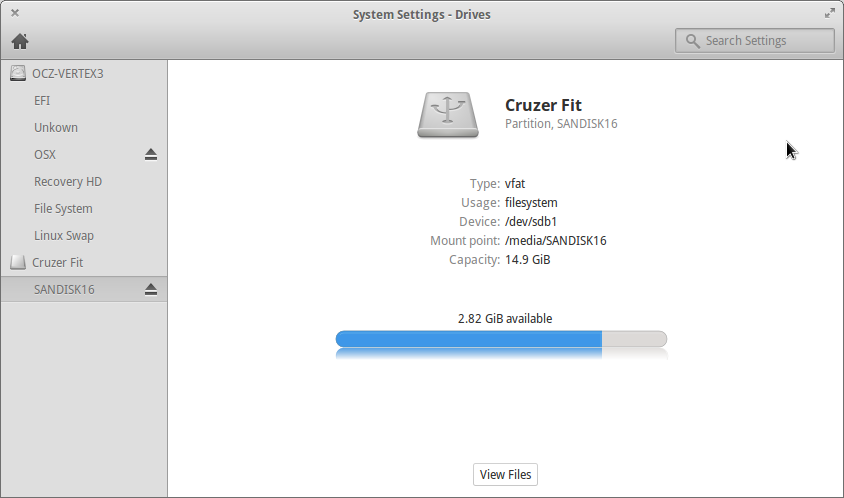 System Settings - Drives
Search Settings
OCZ-VERTEX3
EFI
Unkown
OSX
Recovery HD
File System
Linux Swap
Cruzer Fit
SANDISK16
Cruzer Fit
Partition, SANDISK16
Type: vfat
Usage: filesystem
Device: /dev/sdb1
Mount point: /media/SANDISK16
Capacity: 14.9 GiB
2.82 GiB available
View Files